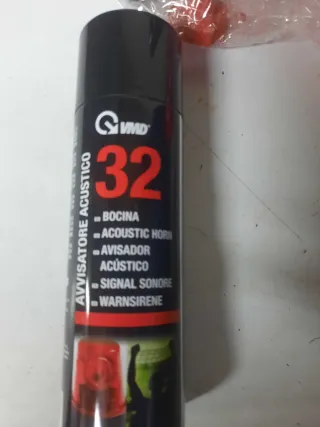 VMD
32
AVVISATORE ACUSTICO
BOCINA
ACOUSTIC HORN
AVISADOR
ACÚSTICO
SIGNAL SONORE
WARNSIRENE